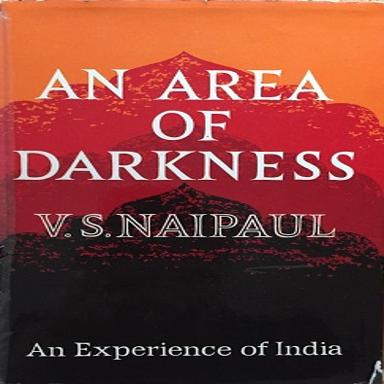 AN AREA
OF
DARKNESS
V. S. NAIPAUL
An Experience of India